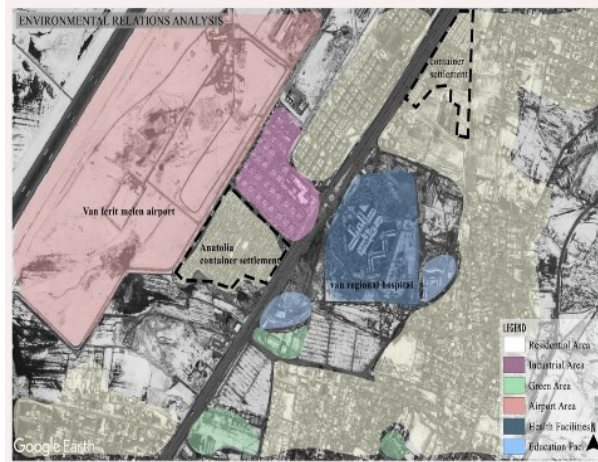 ENVIRONMENTAL RELATIONS ANALYSIS
container
settlement
Van ferit melen airport
Anatolia
container settlement
van regional hospital
LEGEND
Residential Area
Industrial Area
Green Area
Airport Area
Health Facilities
Education Fac.
Google Earth